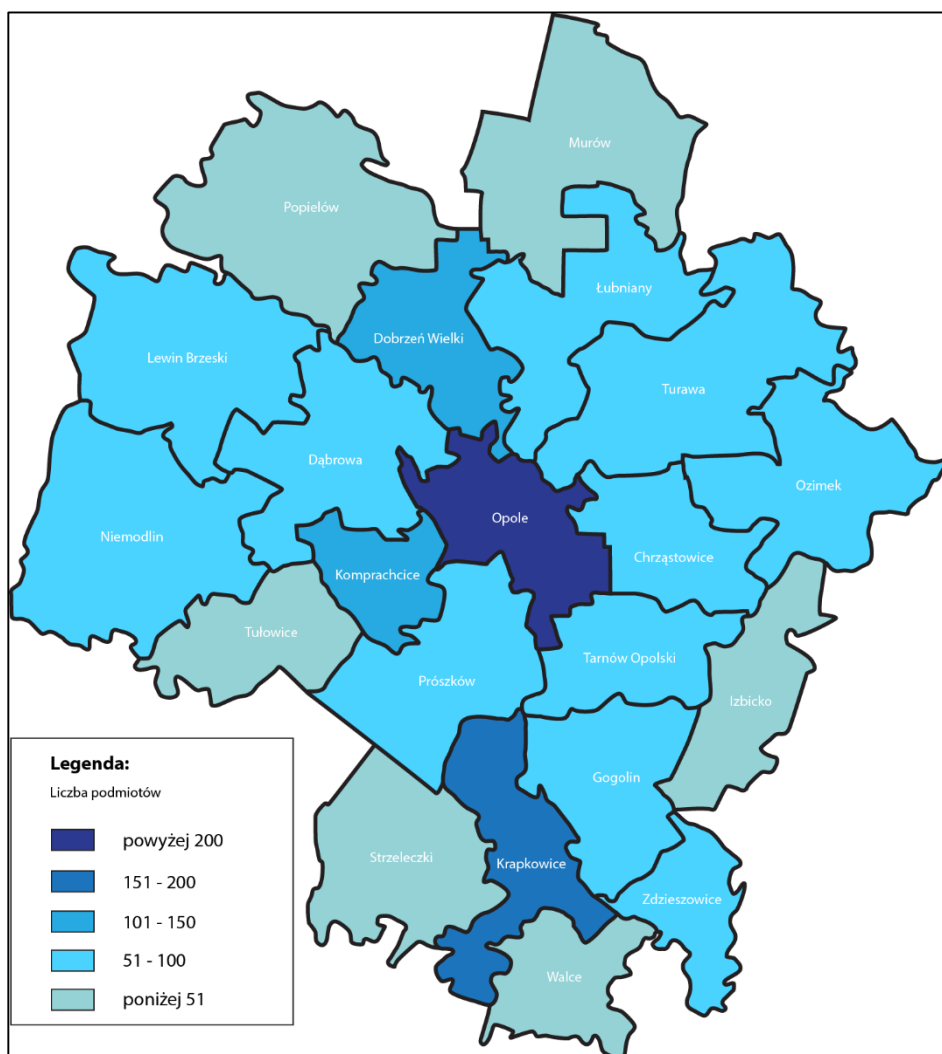 Murów
Popielów
Łubniany
Dobrzeń Wielki
Lewin Brzeski
Turawa
Dąbrowa
Ozimek
Opole
Niemodlin
Chrząstowice
Komprachcice
Tułowice
Tarnów Opolski
Prószków
Izbicko
Gogolin
Strzeleczki
Krapkowice
Zdzieszowice
Walce
Legenda:
Liczba podmiotów
powyżej 200
151 - 200
101 - 150
51 - 100
poniżej 51